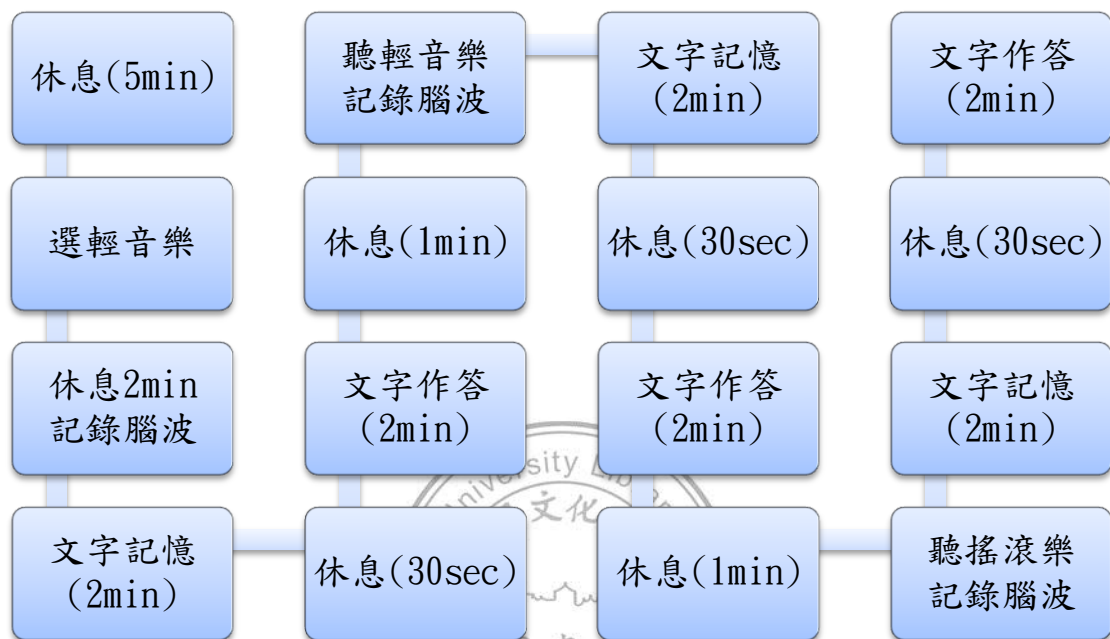 休息(5min)
選輕音樂
休息2min
記錄腦波
文字記憶
(2min)
休息(30sec)
文字作答
(2min)
休息(1min)
聽輕音樂
記錄腦波
文字記憶
(2min)
休息(30sec)
文字作答
(2min)
休息(1min)
聽搖滾樂
記錄腦波
文字記憶
(2min)
休息(30sec)
文字作答
(2min)
文化